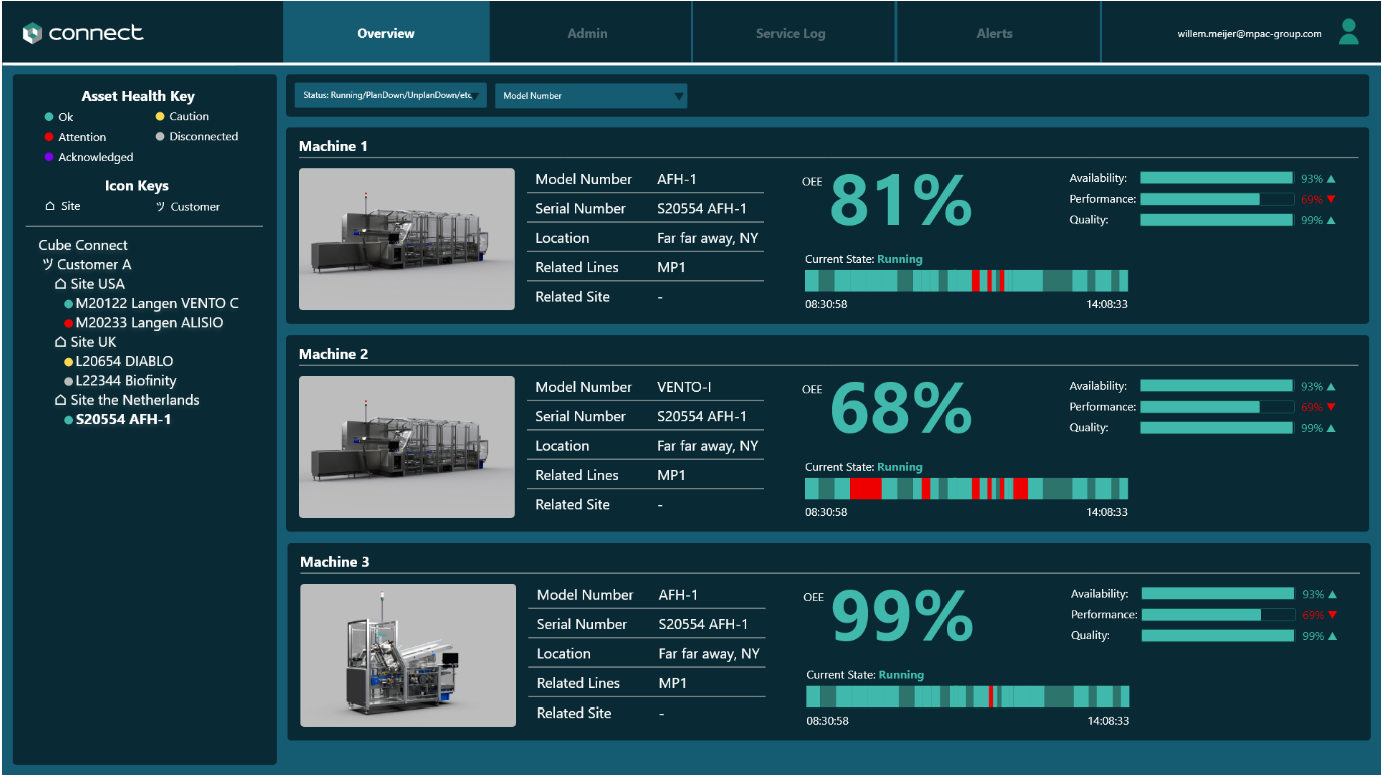 connect
Overview
Admin
Service Log
Alerts
willem.meijer@mpac-group.com
Asset Health Key
Ok
Caution
Attention
Disconnected
Acknowledged
Icon Keys
Site
ツ Customer
Cube Connect
ツ Customer A
Site USA
M20122 Langen VENTO C
M20233 Langen ALISIO
Site UK
L20654 DIABLO
L22344 Biofinity
Site the Netherlands
S20554 AFH-1
Status: Running/PlanDown/UnplanDown/etc
Model Number
Machine 1
Model Number AFH-1
Serial Number S20554 AFH-1
Location Far far away, NY
Related Lines MP1
Related Site -
OEE 81%
Current State: Running
08:30:58 14:08:33
Availability: 93% ▲
Performance: 69% ▼
Quality: 99% ▲
Machine 2
Model Number VENTO-I
Serial Number S20554 AFH-1
Location Far far away, NY
Related Lines MP1
Related Site -
OEE 68%
Current State: Running
08:30:58 14:08:33
Availability: 93% ▲
Performance: 69% ▼
Quality: 99% ▲
Machine 3
Model Number AFH-1
Serial Number S20554 AFH-1
Location Far far away, NY
Related Lines MP1
Related Site -
OEE 99%
Current State: Running
08:30:58 14:08:33
Availability: 93% ▲
Performance: 69% ▼
Quality: 99% ▲